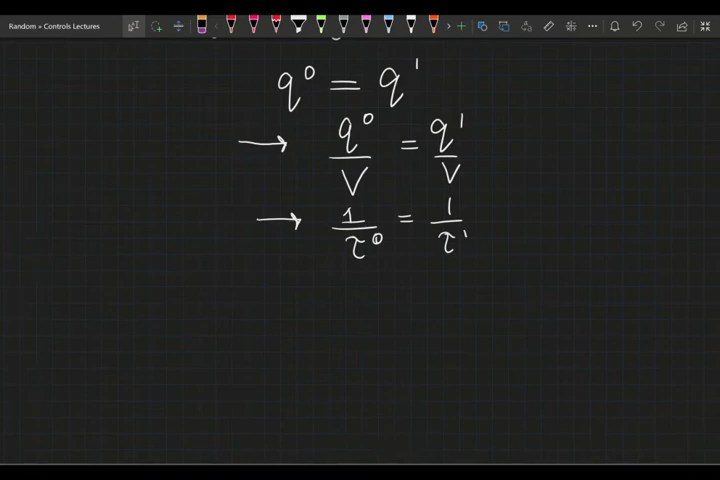 Random » Controls Lectures
q⁰ = q¹
→ q⁰/V = q¹/V
→ 1/τ⁰ = 1/τ¹